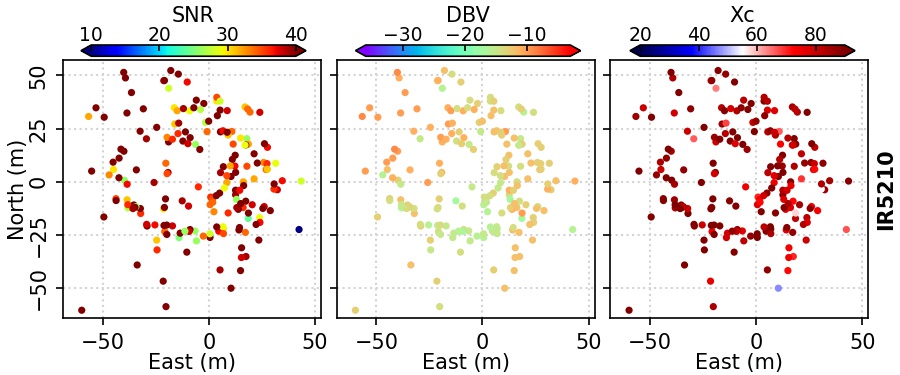 SNR DBV Xc
10 20 30 40 −30 −20 −10 20 40 60 80
50
25
0
−25
−50
North (m)
IR5210
−50 0 50 −50 0 50 −50 0 50
East (m) East (m) East (m)